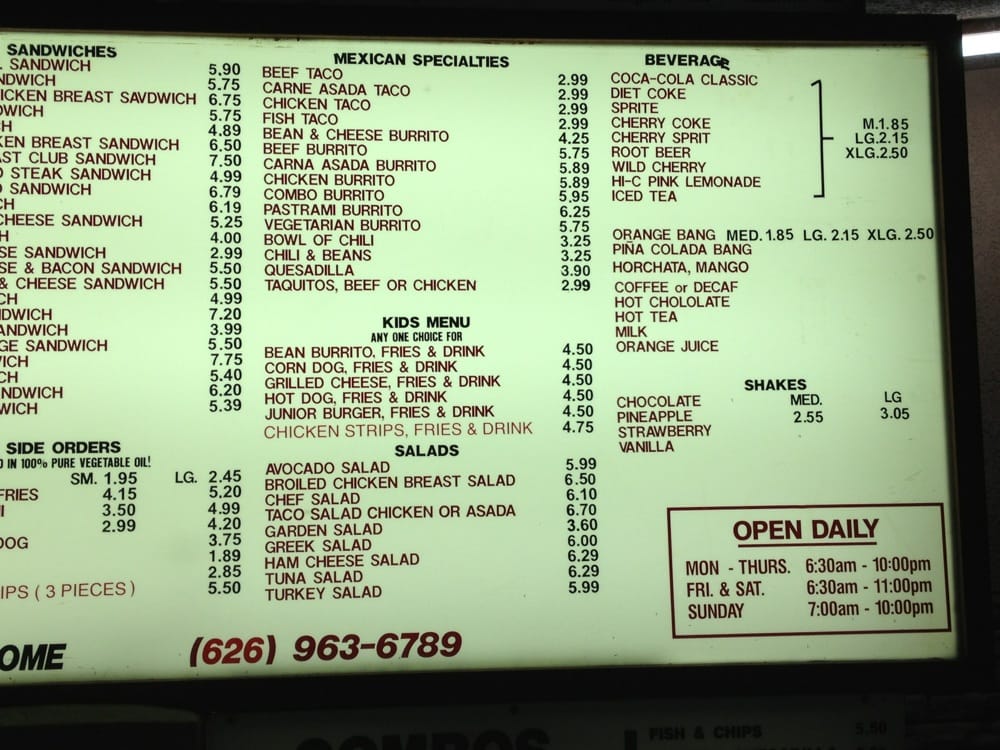 SANDWICHES
L SANDWICH 5.90
NDWICH 5.75
ICKEN BREAST SAVDWICH 6.75
DWICH 5.75
CH 4.89
KEN BREAST SANDWICH 6.50
AST CLUB SANDWICH 7.50
O STEAK SANDWICH 4.99
O SANDWICH 6.79
CH 6.19
CHEESE SANDWICH 5.25
H 4.00
SE SANDWICH 2.99
SE & BACON SANDWICH 5.50
& CHEESE SANDWICH 5.50
CH 4.99
DWICH 7.20
ANDWICH 3.99
GE SANDWICH 5.50
VICH 7.75
CH 5.40
NDWICH 6.20
WICH 5.39
SIDE ORDERS
D IN 100% PURE VEGETABLE OIL!
SM. 1.95 LG. 2.45
FRIES 4.15 5.20
I 3.50 4.99
2.99 4.20
DOG 3.75
1.89
2.85
IPS ( 3 PIECES ) 5.50
OME (626) 963-6789
MEXICAN SPECIALTIES
BEEF TACO 2.99
CARNE ASADA TACO 2.99
CHICKEN TACO 2.99
FISH TACO 2.99
BEAN & CHEESE BURRITO 4.25
BEEF BURRITO 5.75
CARNA ASADA BURRITO 5.89
CHICKEN BURRITO 5.89
COMBO BURRITO 5.95
PASTRAMI BURRITO 6.25
VEGETARIAN BURRITO 5.75
BOWL OF CHILI 3.25
CHILI & BEANS 3.25
QUESADILLA 3.90
TAQUITOS, BEEF OR CHICKEN 2.99
KIDS MENU
ANY ONE CHOICE FOR
BEAN BURRITO, FRIES & DRINK 4.50
CORN DOG, FRIES & DRINK 4.50
GRILLED CHEESE, FRIES & DRINK 4.50
HOT DOG, FRIES & DRINK 4.50
JUNIOR BURGER, FRIES & DRINK 4.50
CHICKEN STRIPS, FRIES & DRINK 4.75
SALADS
AVOCADO SALAD 5.99
BROILED CHICKEN BREAST SALAD 6.50
CHEF SALAD 6.10
TACO SALAD CHICKEN OR ASADA 6.70
GARDEN SALAD 3.60
GREEK SALAD 6.00
HAM CHEESE SALAD 6.29
TUNA SALAD 6.29
TURKEY SALAD 5.99
BEVERAGE
COCA-COLA CLASSIC
DIET COKE
SPRITE
CHERRY COKE M.1.85
CHERRY SPRIT LG.2.15
ROOT BEER XLG.2.50
WILD CHERRY
HI-C PINK LEMONADE
ICED TEA
ORANGE BANG MED. 1.85 LG. 2.15 XLG. 2.50
PIÑA COLADA BANG
HORCHATA, MANGO
COFFEE or DECAF
HOT CHOLOLATE
HOT TEA
MILK
ORANGE JUICE
SHAKES
CHOCOLATE MED. LG
PINEAPPLE 2.55 3.05
STRAWBERRY
VANILLA
OPEN DAILY
MON - THURS. 6:30am - 10:00pm
FRI. & SAT. 6:30am - 11:00pm
SUNDAY 7:00am - 10:00pm
COMBOS
FISH & CHIPS 5.50